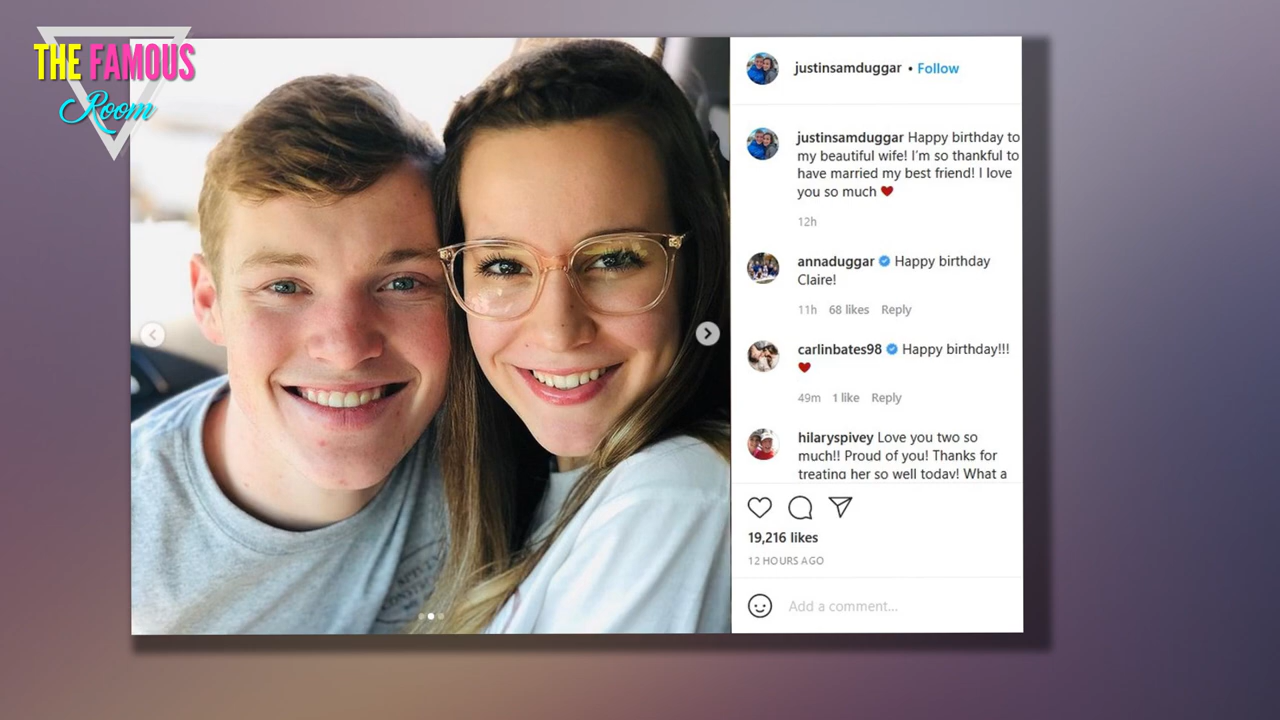 THE FAMOUS
Room
justinsamduggar • Follow
justinsamduggar Happy birthday to
my beautiful wife! I'm so thankful to
have married my best friend! I love
you so much ❤
12h
annaduggar Happy birthday
Claire!
11h 68 likes Reply
carlinbates98 Happy birthday!!!
❤
49m 1 like Reply
hilaryspivey Love you two so
much!! Proud of you! Thanks for
treating her so well today! What a
19,216 likes
12 HOURS AGO
Add a comment...